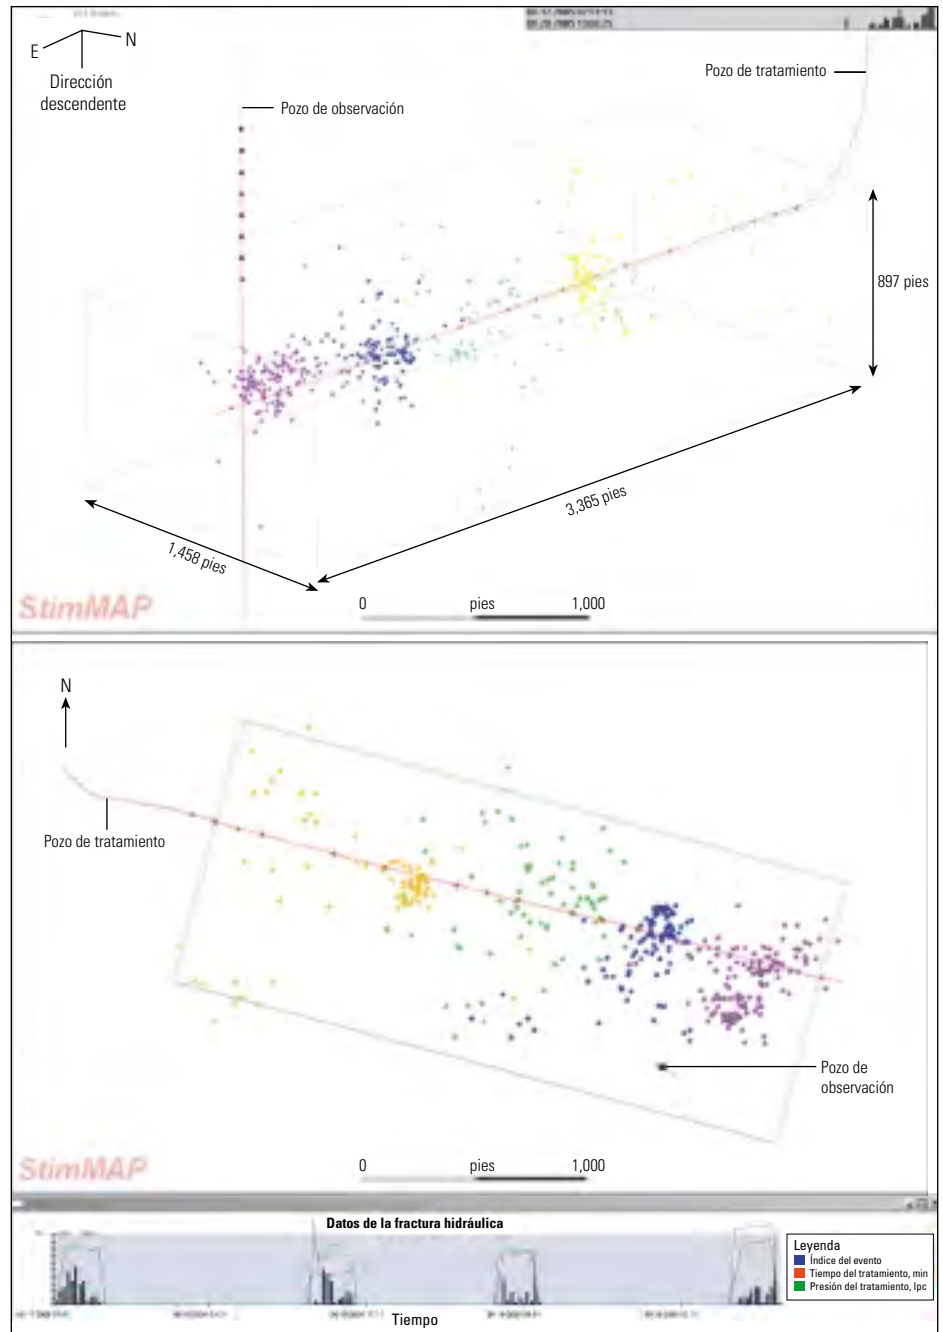 E
N
Dirección
descendente
Pozo de observación
Pozo de tratamiento
897 pies
3,365 pies
1,458 pies
StimMAP
0 pies 1,000
N
Pozo de tratamiento
Pozo de
observación
StimMAP
0 pies 1,000
Datos de la fractura hidráulica
Leyenda
Índice del evento
Tiempo del tratamiento, min
Presión del tratamiento, lpc
Tiempo